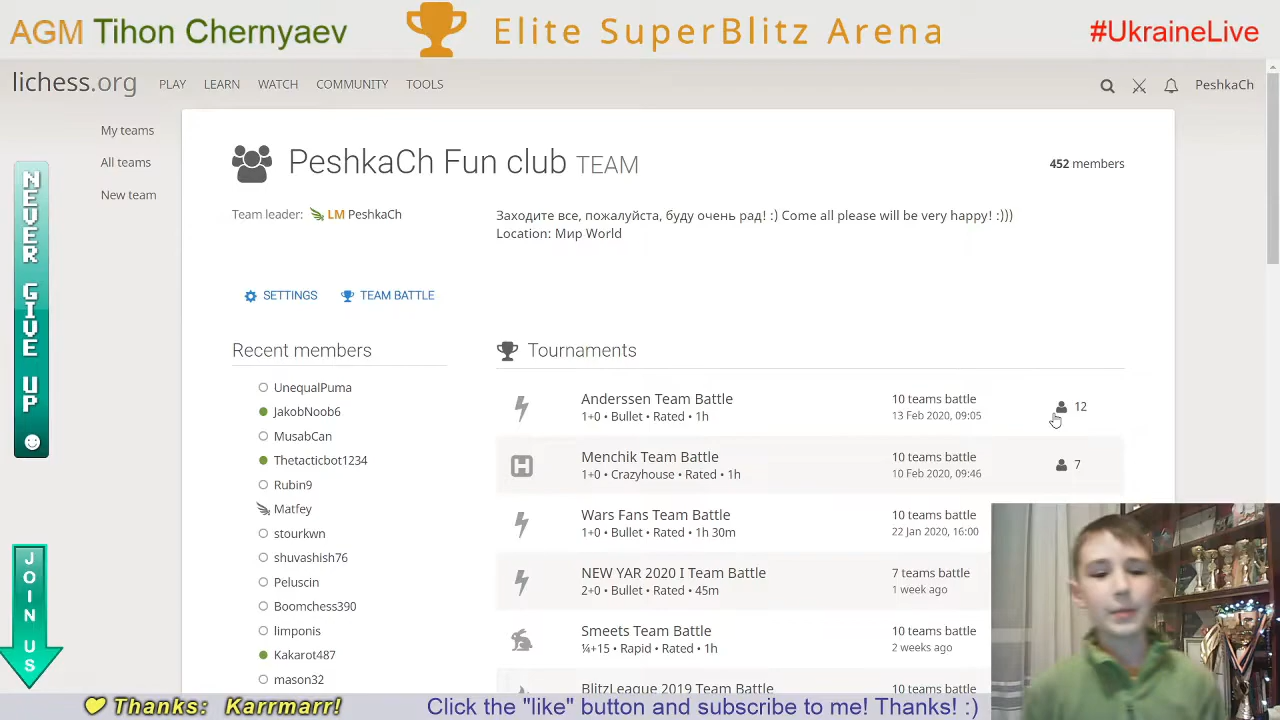 AGM Tihon Chernyaev
Elite SuperBlitz Arena
#UkraineLive
lichess.org
PLAY LEARN WATCH COMMUNITY TOOLS
PeshkaCh
My teams
All teams
New team
NEVER GIVE UP
PeshkaCh Fun club TEAM
452 members
Team leader: LM PeshkaCh
Заходите все, пожалуйста, буду очень рад! :) Come all please will be very happy! :)))
Location: Мир World
SETTINGS
TEAM BATTLE
Recent members
UnequalPuma
JakobNoob6
MusabCan
Thetacticbot1234
Rubin9
Matfey
stourkwn
shuvashish76
Peluscin
Boomchess390
limponis
Kakarot487
mason32
Tournaments
Anderssen Team Battle
1+0 • Bullet • Rated • 1h
10 teams battle
13 Feb 2020, 09:05
12
Menchik Team Battle
1+0 • Crazyhouse • Rated • 1h
10 teams battle
10 Feb 2020, 09:46
7
Wars Fans Team Battle
1+0 • Bullet • Rated • 1h 30m
10 teams battle
22 Jan 2020, 16:00
NEW YAR 2020 I Team Battle
2+0 • Bullet • Rated • 45m
7 teams battle
1 week ago
Smeets Team Battle
¼+15 • Rapid • Rated • 1h
10 teams battle
2 weeks ago
BlitzLeague 2019 Team Battle
10 teams battle
JOIN US
Thanks: Karrmarr!
Click the "like" button and subscribe to me! Thanks! :)